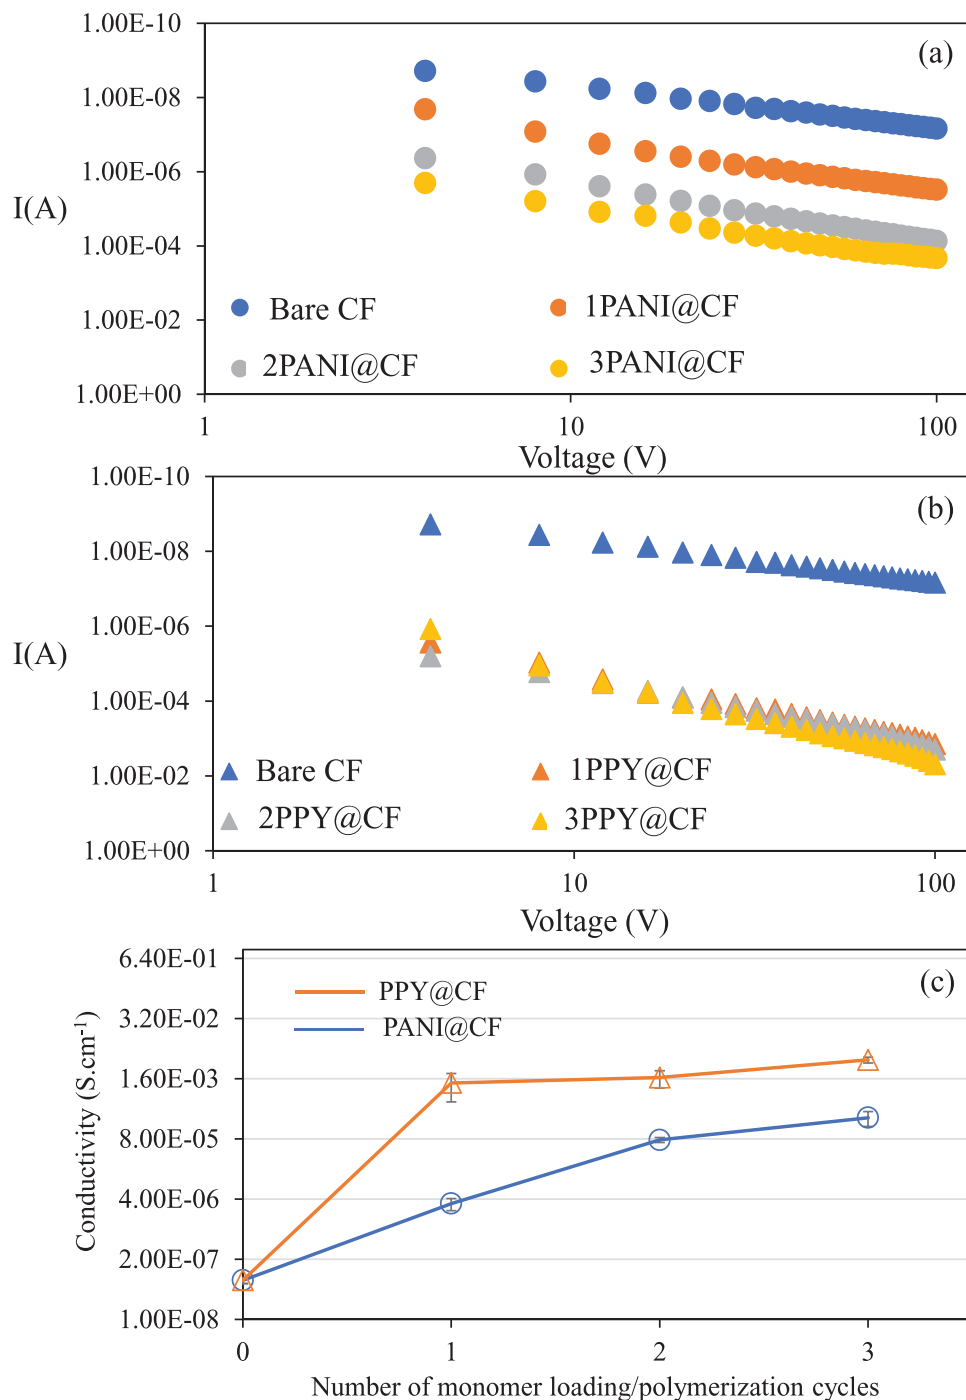 1.00E-10
(a)
1.00E-08
1.00E-06
I(A)
1.00E-04
1.00E-02
Bare CF
1PANI@CF
2PANI@CF
3PANI@CF
1.00E+00
1
10
100
Voltage (V)
1.00E-10
(b)
1.00E-08
1.00E-06
I(A)
1.00E-04
1.00E-02
Bare CF
1PPY@CF
2PPY@CF
3PPY@CF
1.00E+00
1
10
100
Voltage (V)
6.40E-01
(c)
PPY@CF
PANI@CF
3.20E-02
1.60E-03
8.00E-05
4.00E-06
2.00E-07
1.00E-08
Conductivity (S.cm⁻¹)
0
1
2
3
Number of monomer loading/polymerization cycles